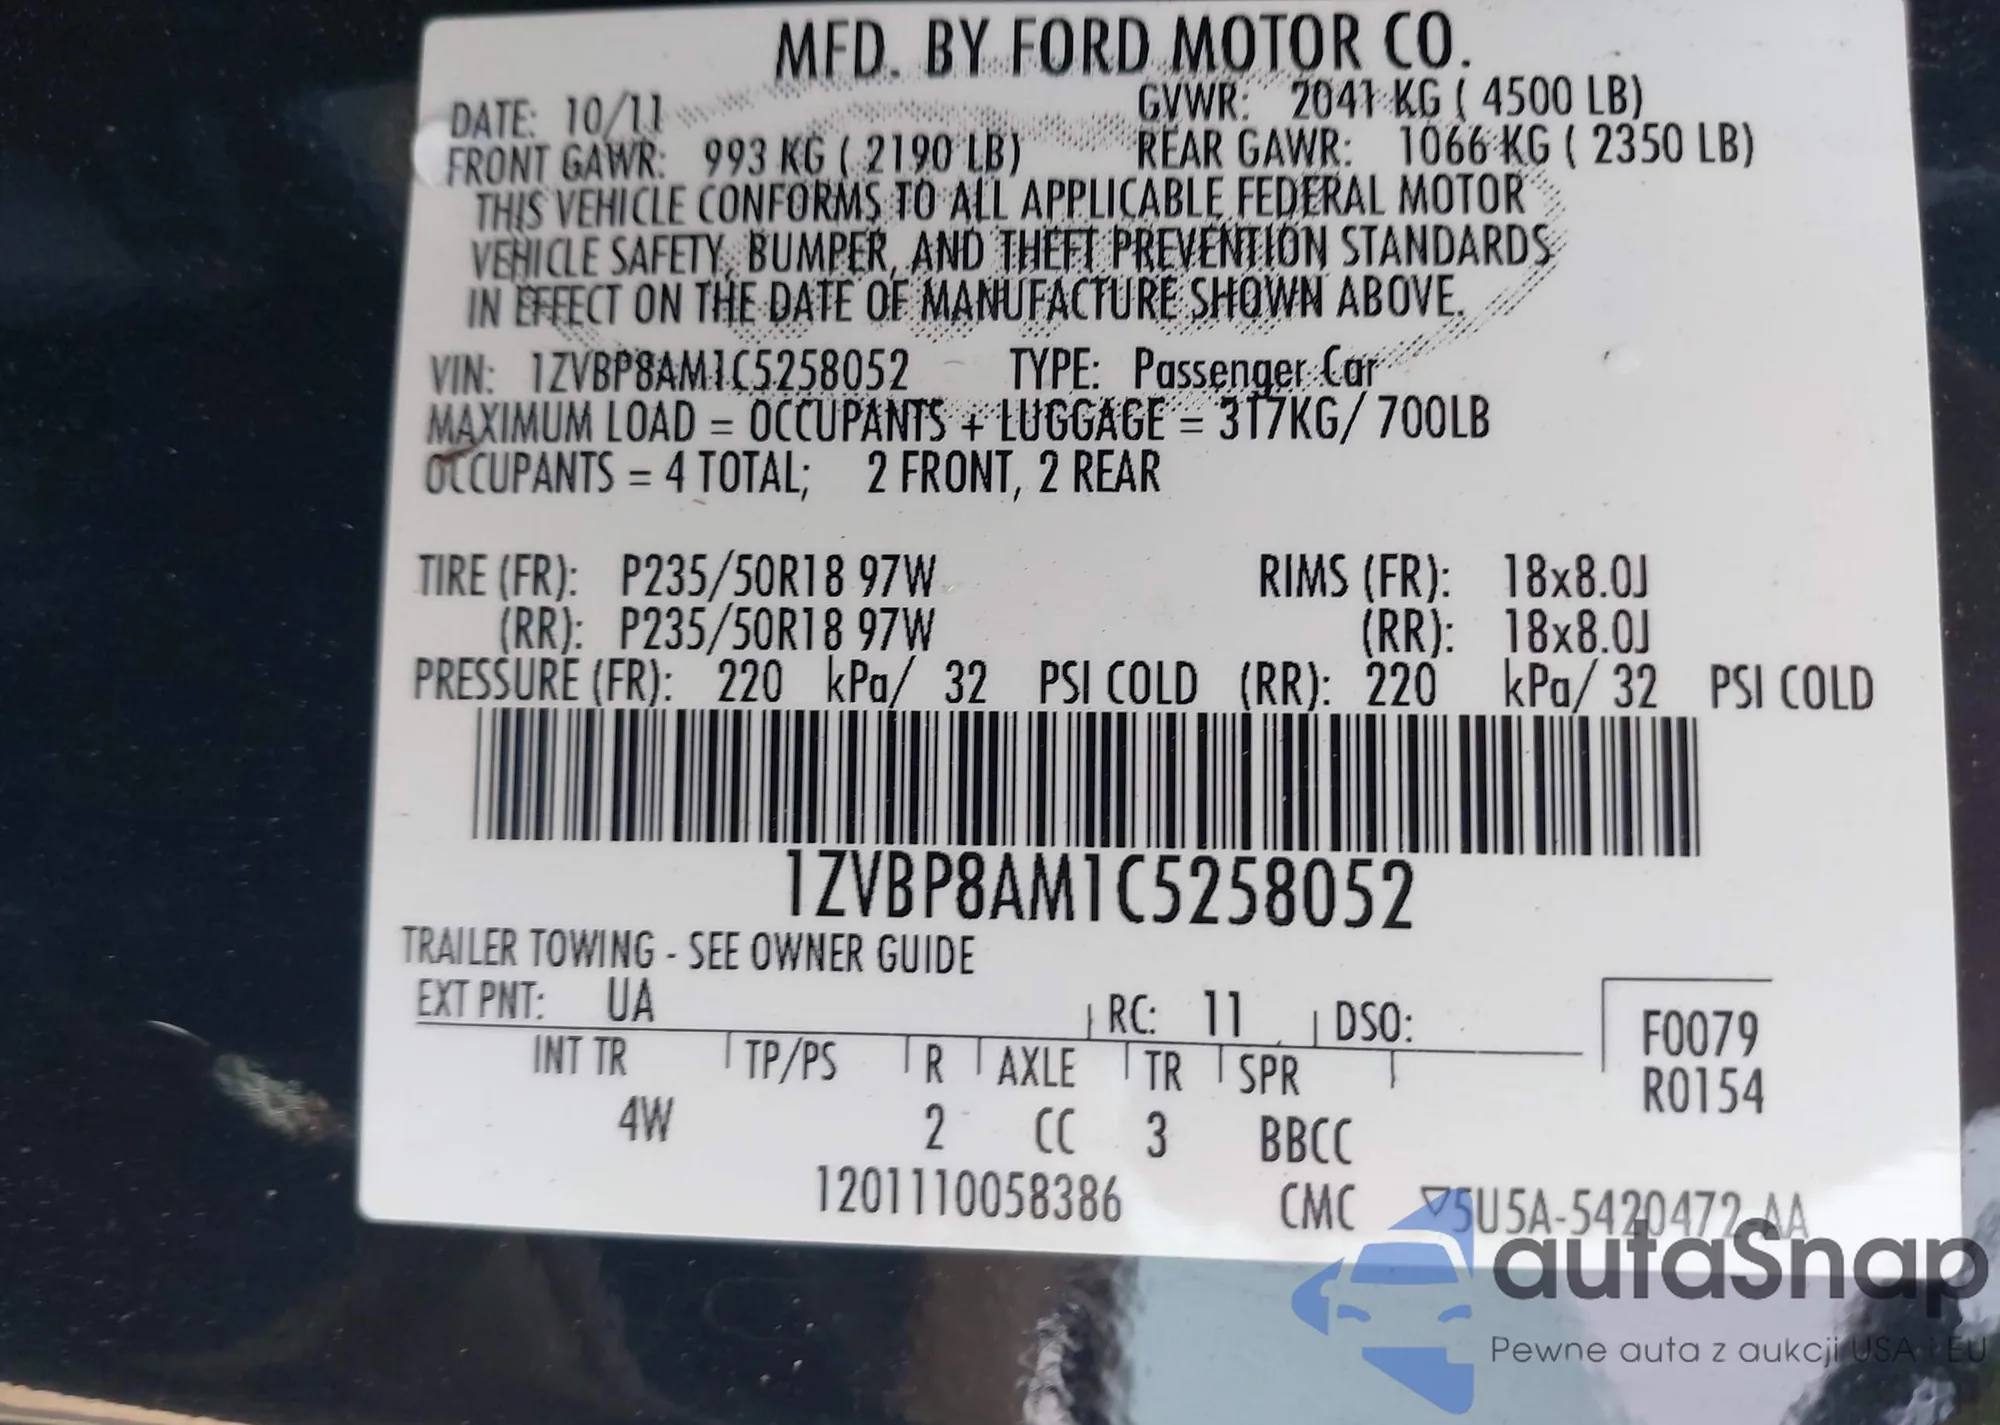 MFD. BY FORD MOTOR CO.
DATE: 10/11 GVWR: 2041 KG ( 4500 LB)
FRONT GAWR: 993 KG ( 2190 LB) REAR GAWR: 1066 KG ( 2350 LB)
THIS VEHICLE CONFORMS TO ALL APPLICABLE FEDERAL MOTOR
VEHICLE SAFETY, BUMPER, AND THEFT PREVENTION STANDARDS
IN EFFECT ON THE DATE OF MANUFACTURE SHOWN ABOVE.
VIN: 1ZVBP8AM1C5258052 TYPE: Passenger Car
MAXIMUM LOAD = OCCUPANTS + LUGGAGE = 317KG/ 700LB
OCCUPANTS = 4 TOTAL; 2 FRONT, 2 REAR
TIRE (FR): P235/50R18 97W RIMS (FR): 18x8.0J
(RR): P235/50R18 97W (RR): 18x8.0J
PRESSURE (FR): 220 kPa/ 32 PSI COLD (RR): 220 kPa/ 32 PSI COLD
1ZVBP8AM1C5258052
TRAILER TOWING - SEE OWNER GUIDE
EXT PNT: UA RC: 11 DSO:
F0079
INT TR TP/PS R AXLE TR SPR
R0154
4W 2 CC 3 BBCC
1201110058386 CMC ▽5U5A-5420472-AA
autaSnap
Pewne auta z aukcji USA i EU